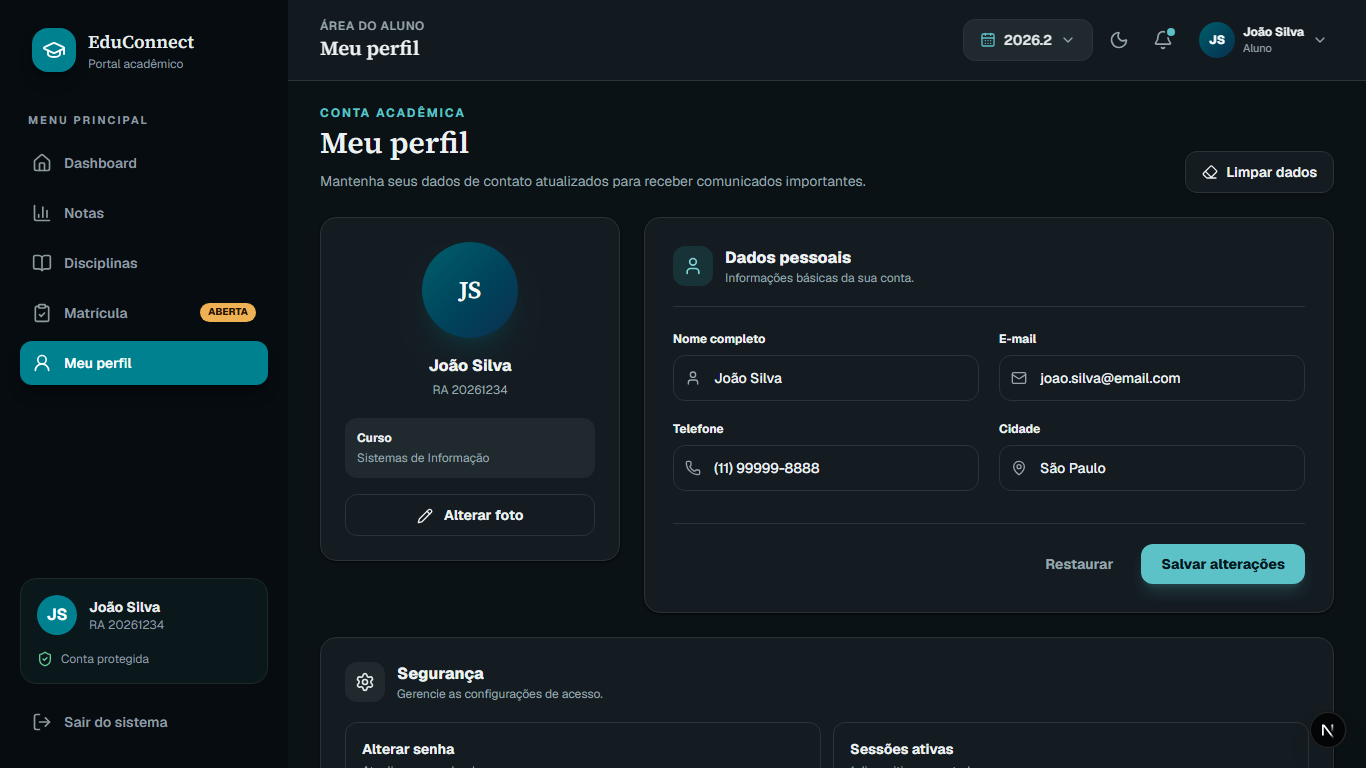 EduConnect
Portal acadêmico
MENU PRINCIPAL
Dashboard
Notas
Disciplinas
Matrícula
ABERTA
Meu perfil
JS
João Silva
RA 20261234
Conta protegida
Sair do sistema
ÁREA DO ALUNO
Meu perfil
2026.2
JS
João Silva
Aluno
CONTA ACADÊMICA
Meu perfil
Mantenha seus dados de contato atualizados para receber comunicados importantes.
Limpar dados
JS
João Silva
RA 20261234
Curso
Sistemas de Informação
Alterar foto
Dados pessoais
Informações básicas da sua conta.
Nome completo
João Silva
E-mail
joao.silva@email.com
Telefone
(11) 99999-8888
Cidade
São Paulo
Restaurar
Salvar alterações
Segurança
Gerencie as configurações de acesso.
Alterar senha
Sessões ativas
N